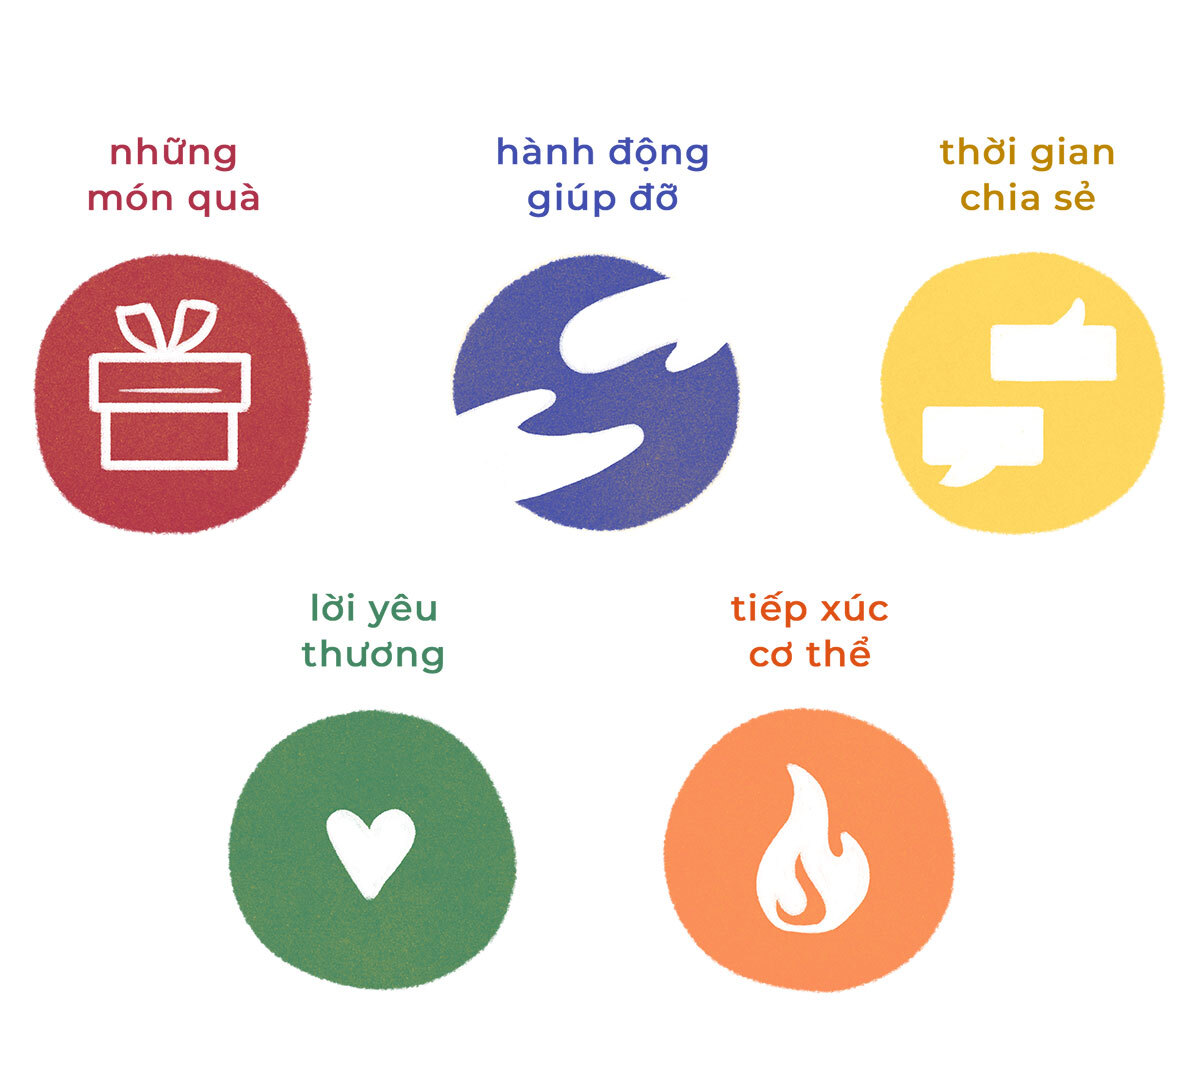 những
món quà
hành động
giúp đỡ
thời gian
chia sẻ
lời yêu
thương
tiếp xúc
cơ thể